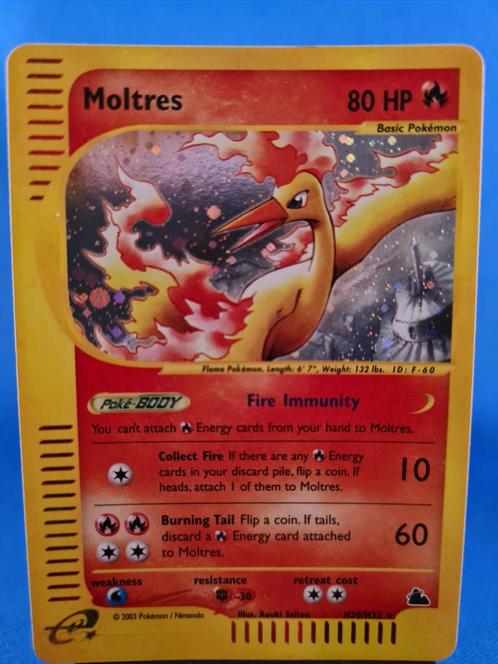 Moltres 80 HP
Basic Pokémon
Flame Pokémon. Length: 6' 7", Weight: 132 lbs. ID: F-60
Poké-BODY Fire Immunity
You can't attach Energy cards from your hand to Moltres.
Collect Fire If there are any Energy
cards in your discard pile, flip a coin. If
heads, attach 1 of them to Moltres.
10
Burning Tail Flip a coin. If tails,
discard a Energy card attached
to Moltres.
60
weakness resistance retreat cost
-30
© 2003 Pokémon / Nintendo Illus. Kouki Saitou H20/H32
e